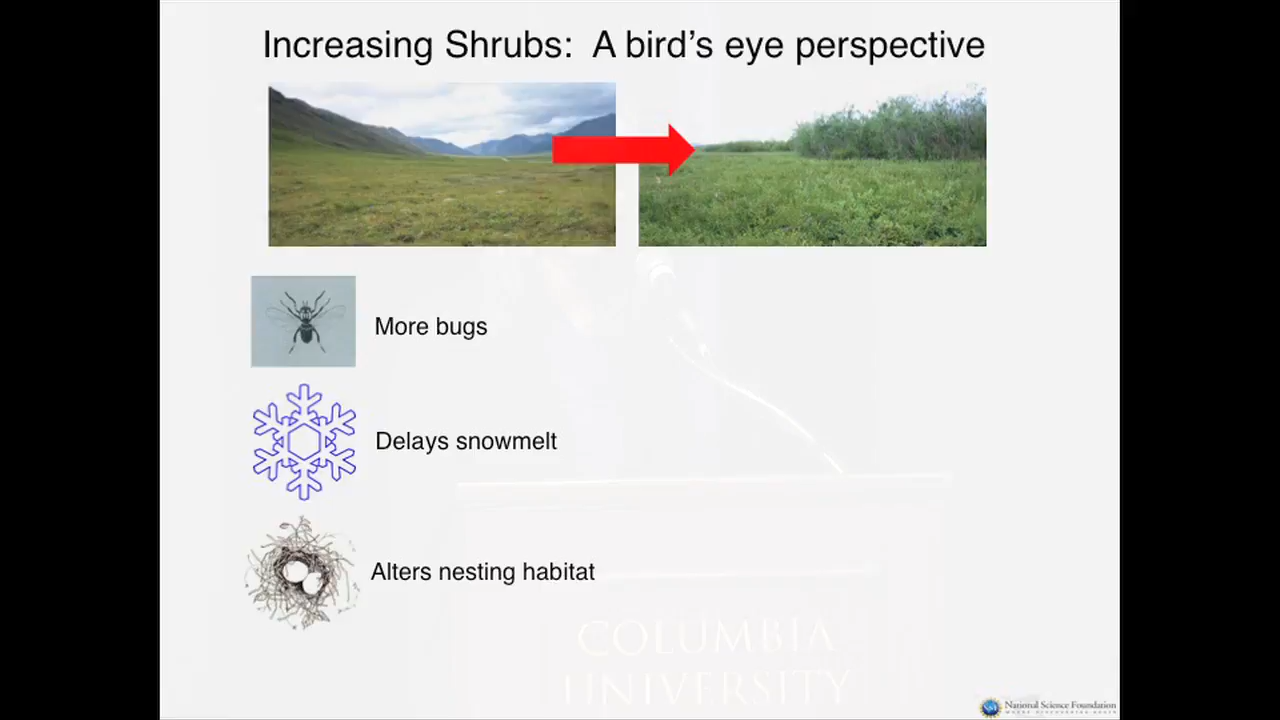 Increasing Shrubs: A bird's eye perspective
More bugs
Delays snowmelt
Alters nesting habitat
COLUMBIA
UNIVERSITY
National Science Foundation